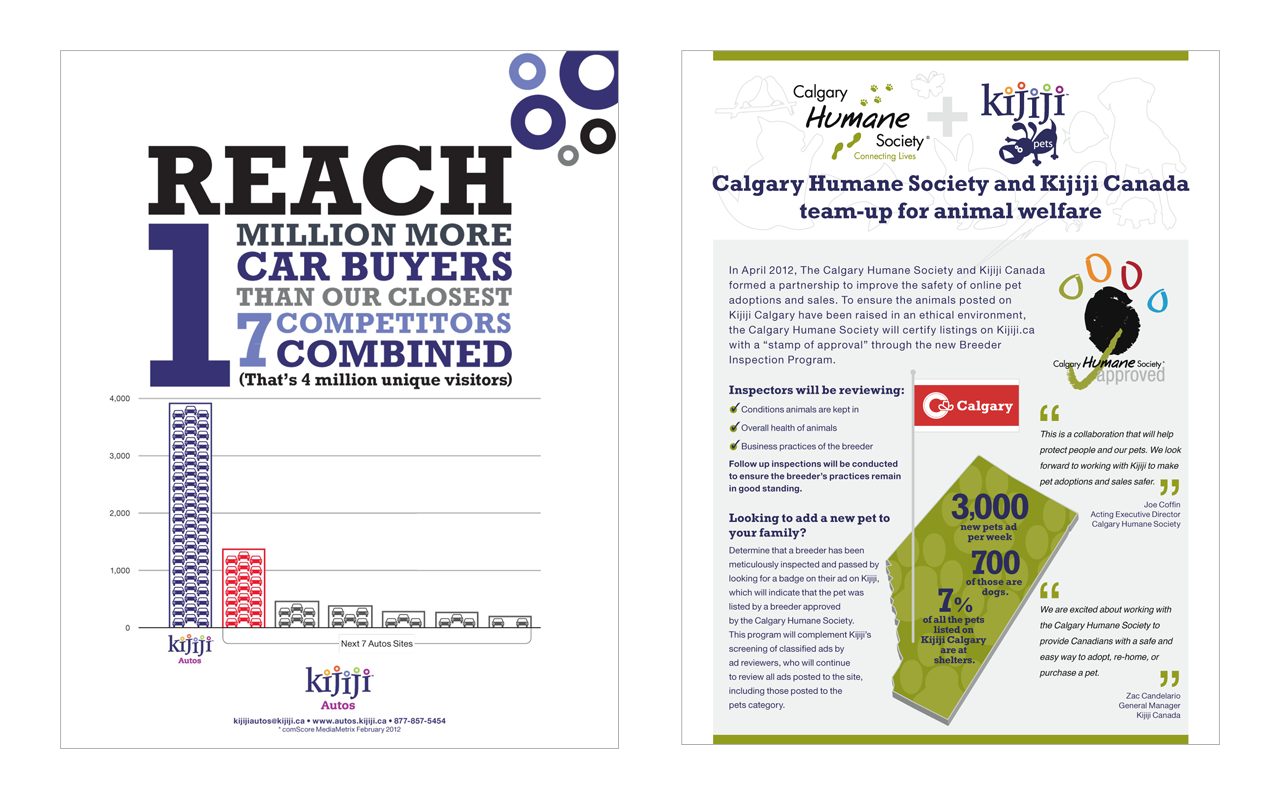 REACH
1
MILLION MORE
CAR BUYERS
THAN OUR CLOSEST
7 COMPETITORS
COMBINED
(That's 4 million unique visitors)
4,000
3,000
2,000
1,000
0
kijiji
Autos
Next 7 Autos Sites
kijiji™
Autos
kijijiautos@kijiji.ca • www.autos.kijiji.ca • 877-857-5454
* comScore MediaMetrix February 2012
Calgary
Humane
Society®
Connecting Lives
+
kijiji™
pets
Calgary Humane Society and Kijiji Canada
team-up for animal welfare
In April 2012, The Calgary Humane Society and Kijiji Canada
formed a partnership to improve the safety of online pet
adoptions and sales. To ensure the animals posted on
Kijiji Calgary have been raised in an ethical environment,
the Calgary Humane Society will certify listings on Kijiji.ca
with a “stamp of approval” through the new Breeder
Inspection Program.
Calgary Humane Society®
approved
Inspectors will be reviewing:
Conditions animals are kept in
Overall health of animals
Business practices of the breeder
Follow up inspections will be conducted
to ensure the breeder's practices remain
in good standing.
Looking to add a new pet to
your family?
Determine that a breeder has been
meticulously inspected and passed by
looking for a badge on their ad on Kijiji,
which will indicate that the pet was
listed by a breeder approved
by the Calgary Humane Society.
This program will complement Kijiji's
screening of classified ads by
ad reviewers, who will continue
to review all ads posted to the site,
including those posted to the
pets category.
Calgary
3,000
new pets ad
per week
700
of those are
dogs.
7%
of all the pets
listed on
Kijiji Calgary
are at
shelters.
“
This is a collaboration that will help
protect people and our pets. We look
forward to working with Kijiji to make
pet adoptions and sales safer. ”
Joe Coffin
Acting Executive Director
Calgary Humane Society
“
We are excited about working with
the Calgary Humane Society to
provide Canadians with a safe and
easy way to adopt, re-home, or
purchase a pet.
”
Zac Candelario
General Manager
Kijiji Canada